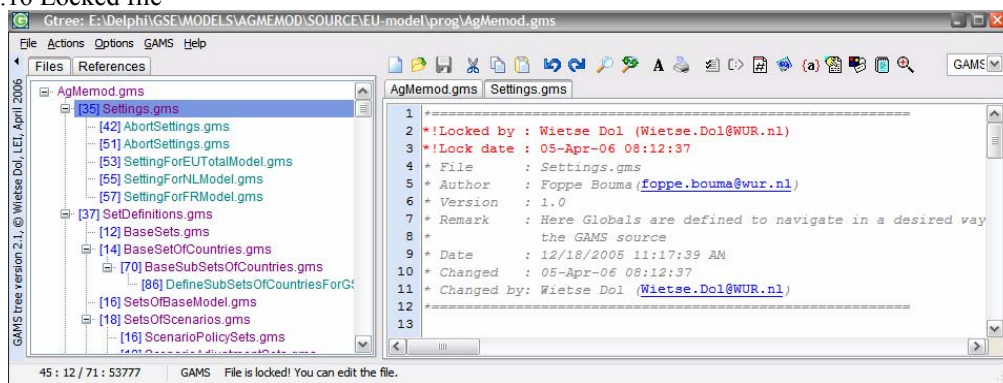 .16 Locked file
Gtree: E:\Delphi\GSE\MODELS\AGMEMOD\SOURCE\EU-model\prog\AgMemod.gms
File Actions Options GAMS Help
Files References
GAMS
GAMS tree version 2.1, © Wietse Dol, LEI, April 2006
AgMemod.gms
[35] Settings.gms
[42] AbortSettings.gms
[51] AbortSettings.gms
[53] SettingForEUTotalModel.gms
[55] SettingForNLModel.gms
[57] SettingForFRModel.gms
[37] SetDefinitions.gms
[12] BaseSets.gms
[14] BaseSetOfCountries.gms
[70] BaseSubSetsOfCountries.gms
[86] DefineSubSetsOfCountriesForGS
[16] SetsOfBaseModel.gms
[18] SetsOfScenarios.gms
[16] ScenarioPolicySets.gms
AgMemod.gms Settings.gms
1 *==========================================================
2 *!Locked by : Wietse Dol (Wietse.Dol@WUR.nl)
3 *!Lock date : 05-Apr-06 08:12:37
4 * File : Settings.gms
5 * Author : Foppe Bouma (foppe.bouma@wur.nl)
6 * Version : 1.0
7 * Remark : Here Globals are defined to navigate in a desired way
8 * the GAMS source
9 * Date : 12/18/2005 11:17:39 AM
10 * Changed : 05-Apr-06 08:12:37
11 * Changed by: Wietse Dol (Wietse.Dol@WUR.nl)
12 *==========================================================
13
45 : 12 / 71 : 53777 GAMS File is locked! You can edit the file.